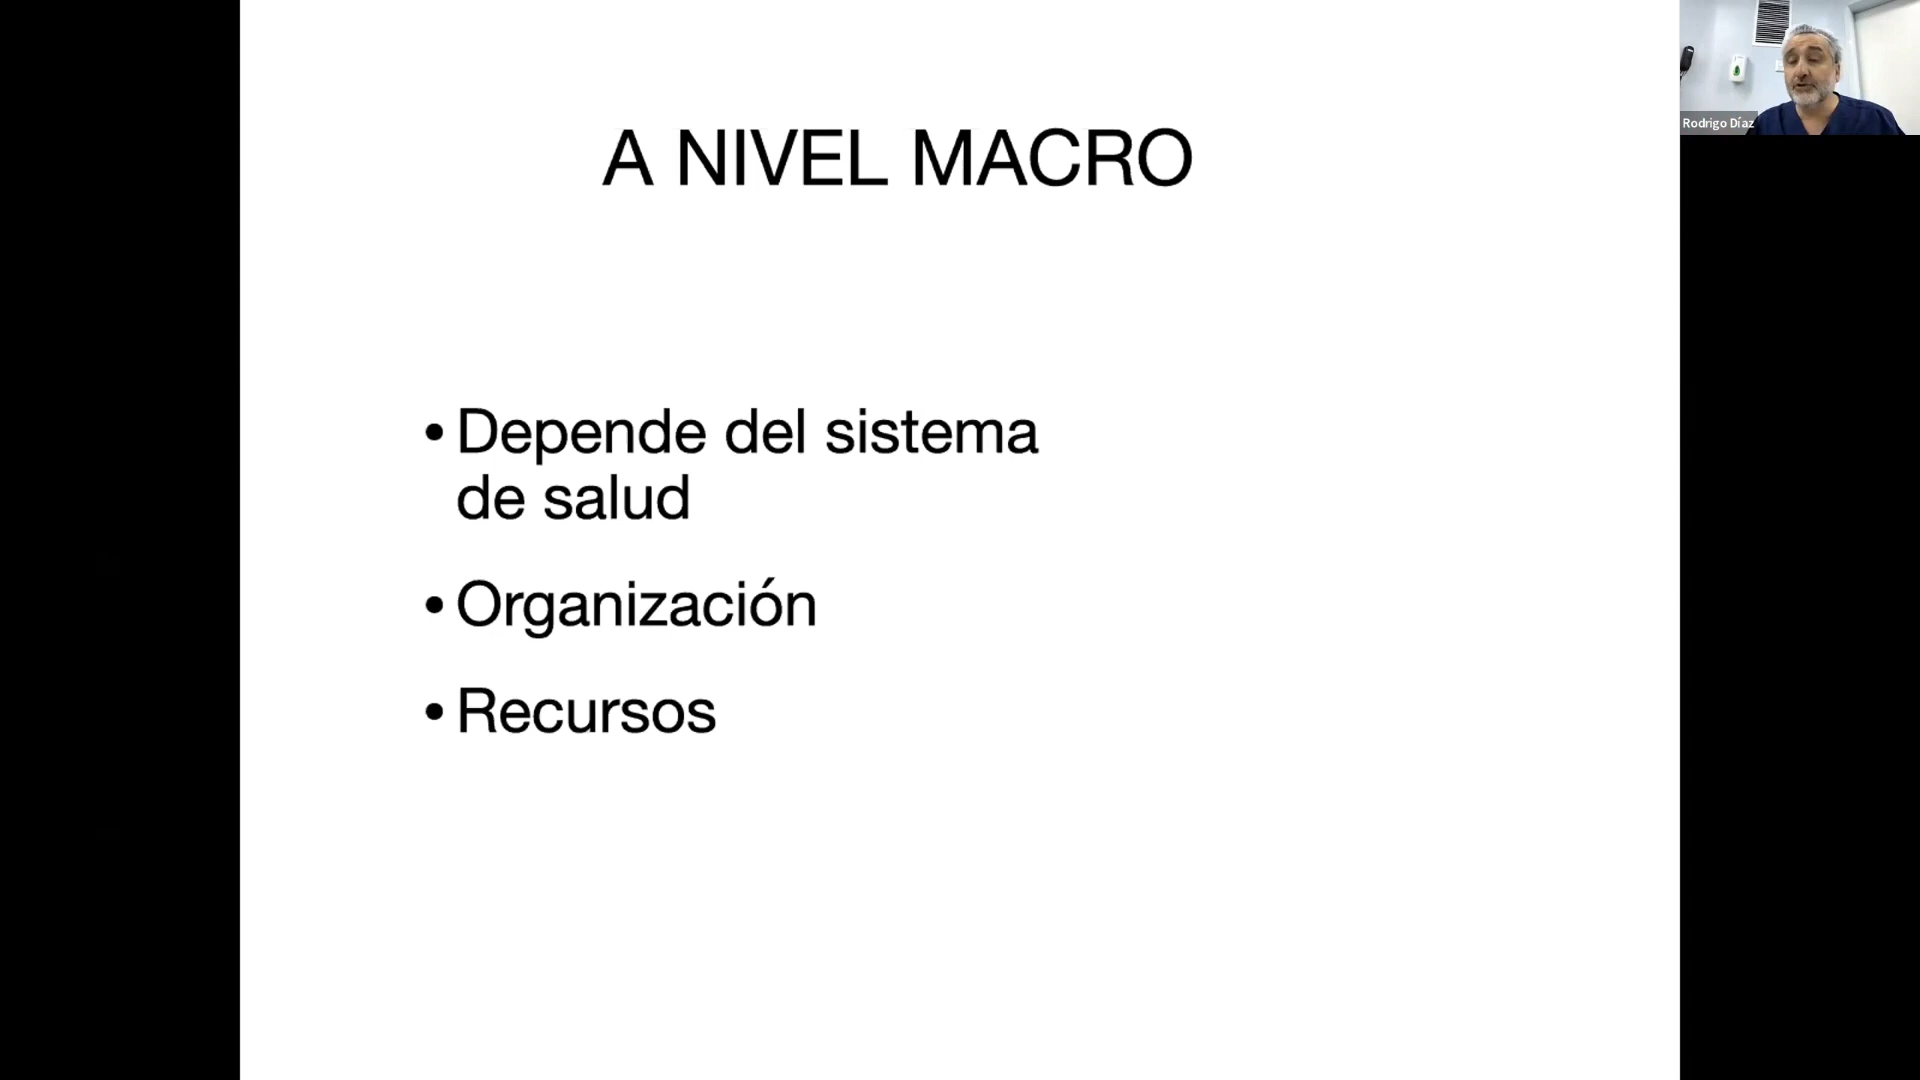 A NIVEL MACRO
• Depende del sistema
de salud
• Organización
• Recursos
Rodrigo Díaz